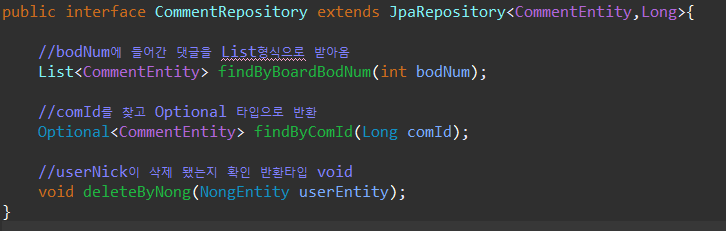 public interface CommentRepository extends JpaRepository<CommentEntity,Long>{
//bodNum에 들어간 댓글을 List형식으로 받아옴
List<CommentEntity> findByBoardBodNum(int bodNum);
//comId를 찾고 Optional 타입으로 반환
Optional<CommentEntity> findByComId(Long comId);
//userNick이 삭제 됐는지 확인 반환타입 void
void deleteByNong(NongEntity userEntity);
}